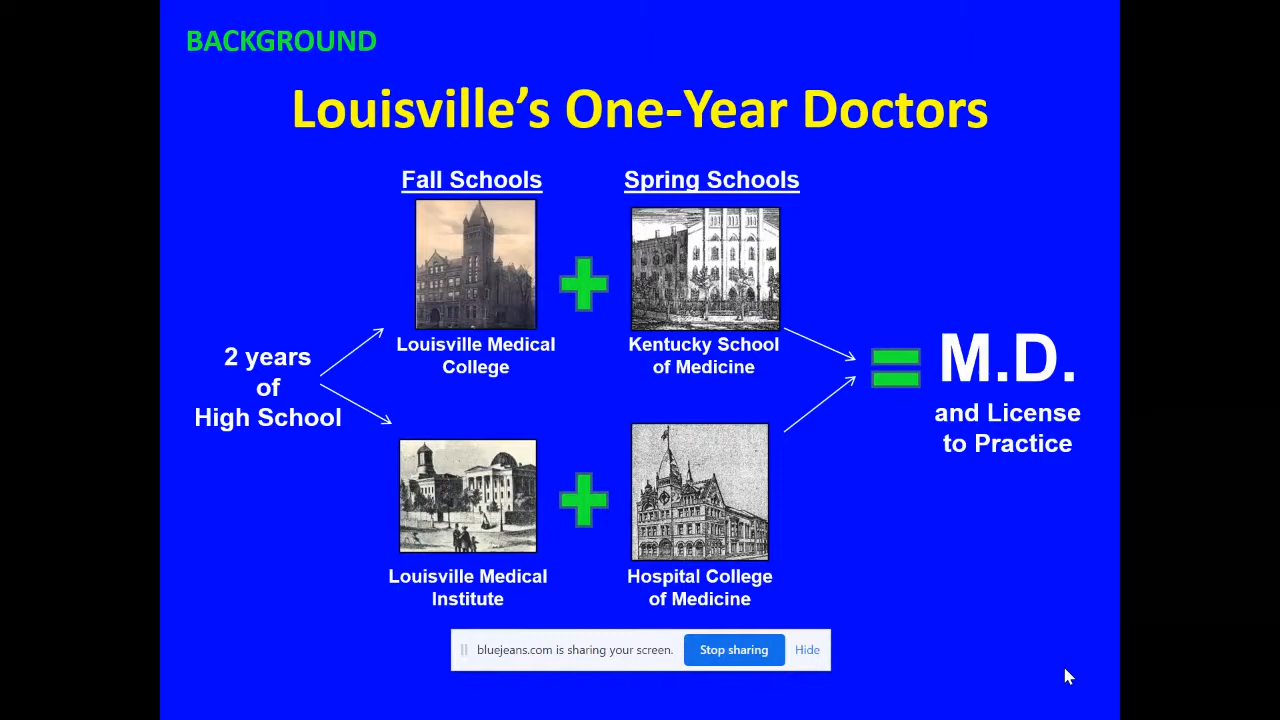 BACKGROUND
Louisville’s One-Year Doctors
Fall Schools
Spring Schools
Louisville Medical
College
Kentucky School
of Medicine
2 years
of
High School
M.D.
and License
to Practice
Louisville Medical
Institute
Hospital College
of Medicine
bluejeans.com is sharing your screen. Stop sharing Hide